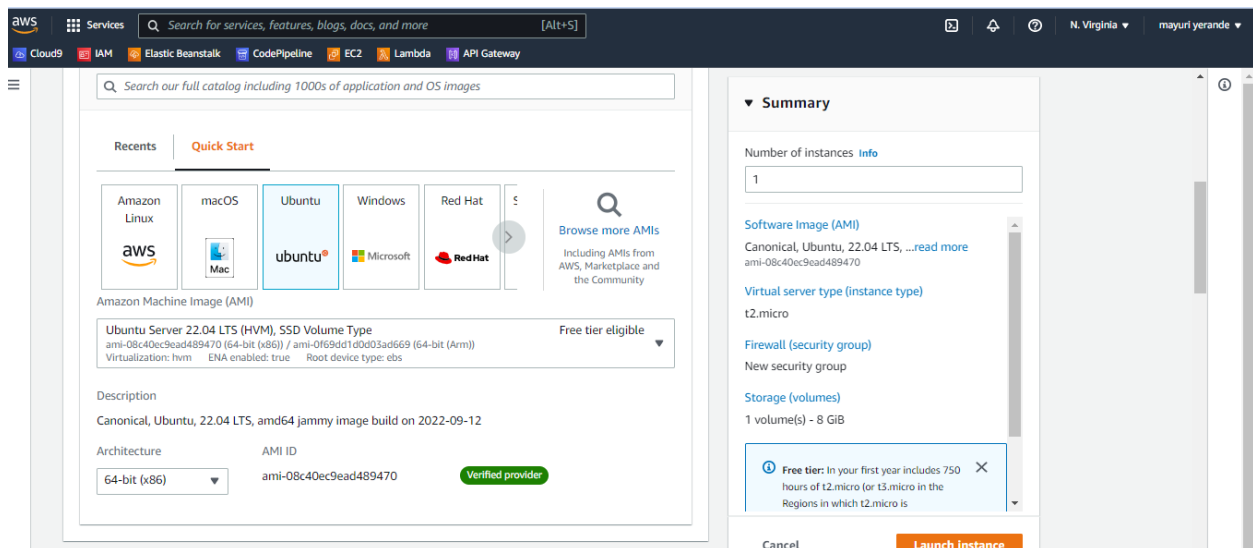 aws
Services
Search for services, features, blogs, docs, and more
[Alt+S]
N. Virginia
mayuri yerande
Cloud9
IAM
Elastic Beanstalk
CodePipeline
EC2
Lambda
API Gateway
Search our full catalog including 1000s of application and OS images
Recents
Quick Start
Amazon
Linux
aws
macOS
Mac
Ubuntu
ubuntu
Windows
Microsoft
Red Hat
Red Hat
S
Browse more AMIs
Including AMIs from
AWS, Marketplace and
the Community
Amazon Machine Image (AMI)
Ubuntu Server 22.04 LTS (HVM), SSD Volume Type
Free tier eligible
ami-08c40ec9ead489470 (64-bit (x86)) / ami-0f69dd1d0d03ad669 (64-bit (Arm))
Virtualization: hvm ENA enabled: true Root device type: ebs
Description
Canonical, Ubuntu, 22.04 LTS, amd64 jammy image build on 2022-09-12
Architecture
64-bit (x86)
AMI ID
ami-08c40ec9ead489470
Verified provider
Summary
Number of instances Info
1
Software Image (AMI)
Canonical, Ubuntu, 22.04 LTS, ...read more
ami-08c40ec9ead489470
Virtual server type (instance type)
t2.micro
Firewall (security group)
New security group
Storage (volumes)
1 volume(s) - 8 GiB
Free tier: In your first year includes 750
hours of t2.micro (or t3.micro in the
Regions in which t2.micro is
Cancel
Launch instance